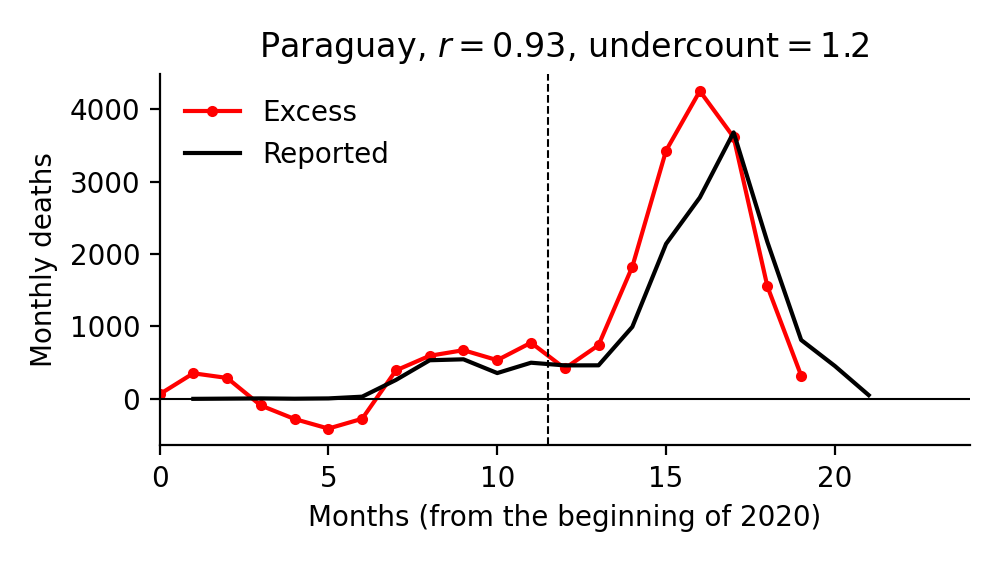 Paraguay, r = 0.93, undercount = 1.2
Excess
Reported
Monthly deaths
4000
3000
2000
1000
0
0 5 10 15 20
Months (from the beginning of 2020)